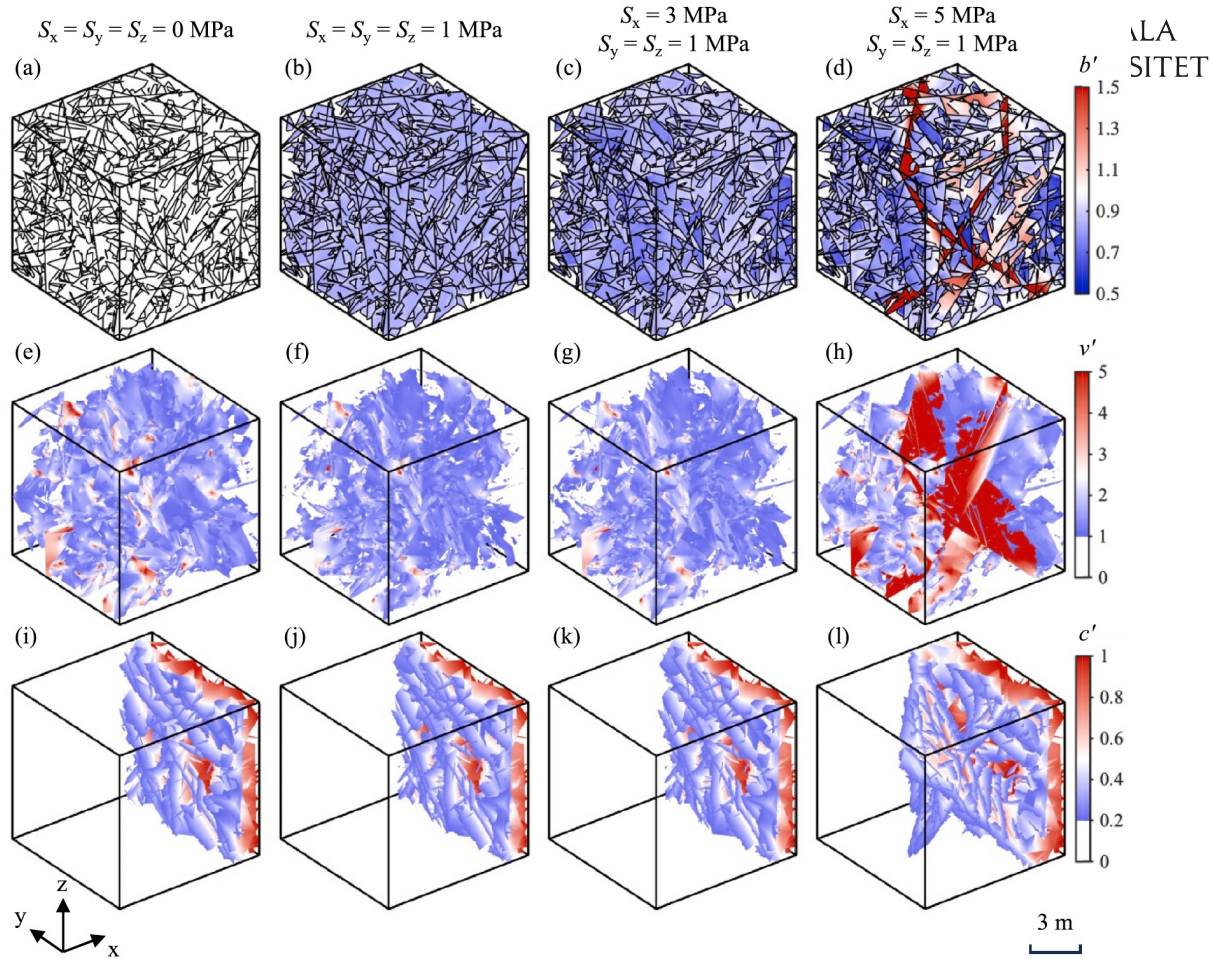 Sx = Sy = Sz = 0 MPa
Sx = Sy = Sz = 1 MPa
Sx = 3 MPa
Sy = Sz = 1 MPa
Sx = 5 MPa
Sy = Sz = 1 MPa
ALA
SITET
(a)
(b)
(c)
(d)
b′
1.5
1.3
1.1
0.9
0.7
0.5
(e)
(f)
(g)
(h)
v′
5
4
3
2
1
0
(i)
(j)
(k)
(l)
c′
1
0.8
0.6
0.4
0.2
0
z
y
x
3 m